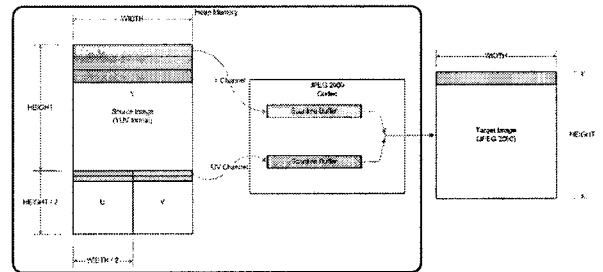 Heap Memory
WIDTH
Y Channel
JPEG 2000
Codec
Scanline Buffer
HEIGHT
Y
Source Image
(YUV format)
WIDTH
Target Image
(JPEG 2000)
HEIGHT
UV Channel
Scanline Buffer
HEIGHT / 2
U
V
WIDTH / 2